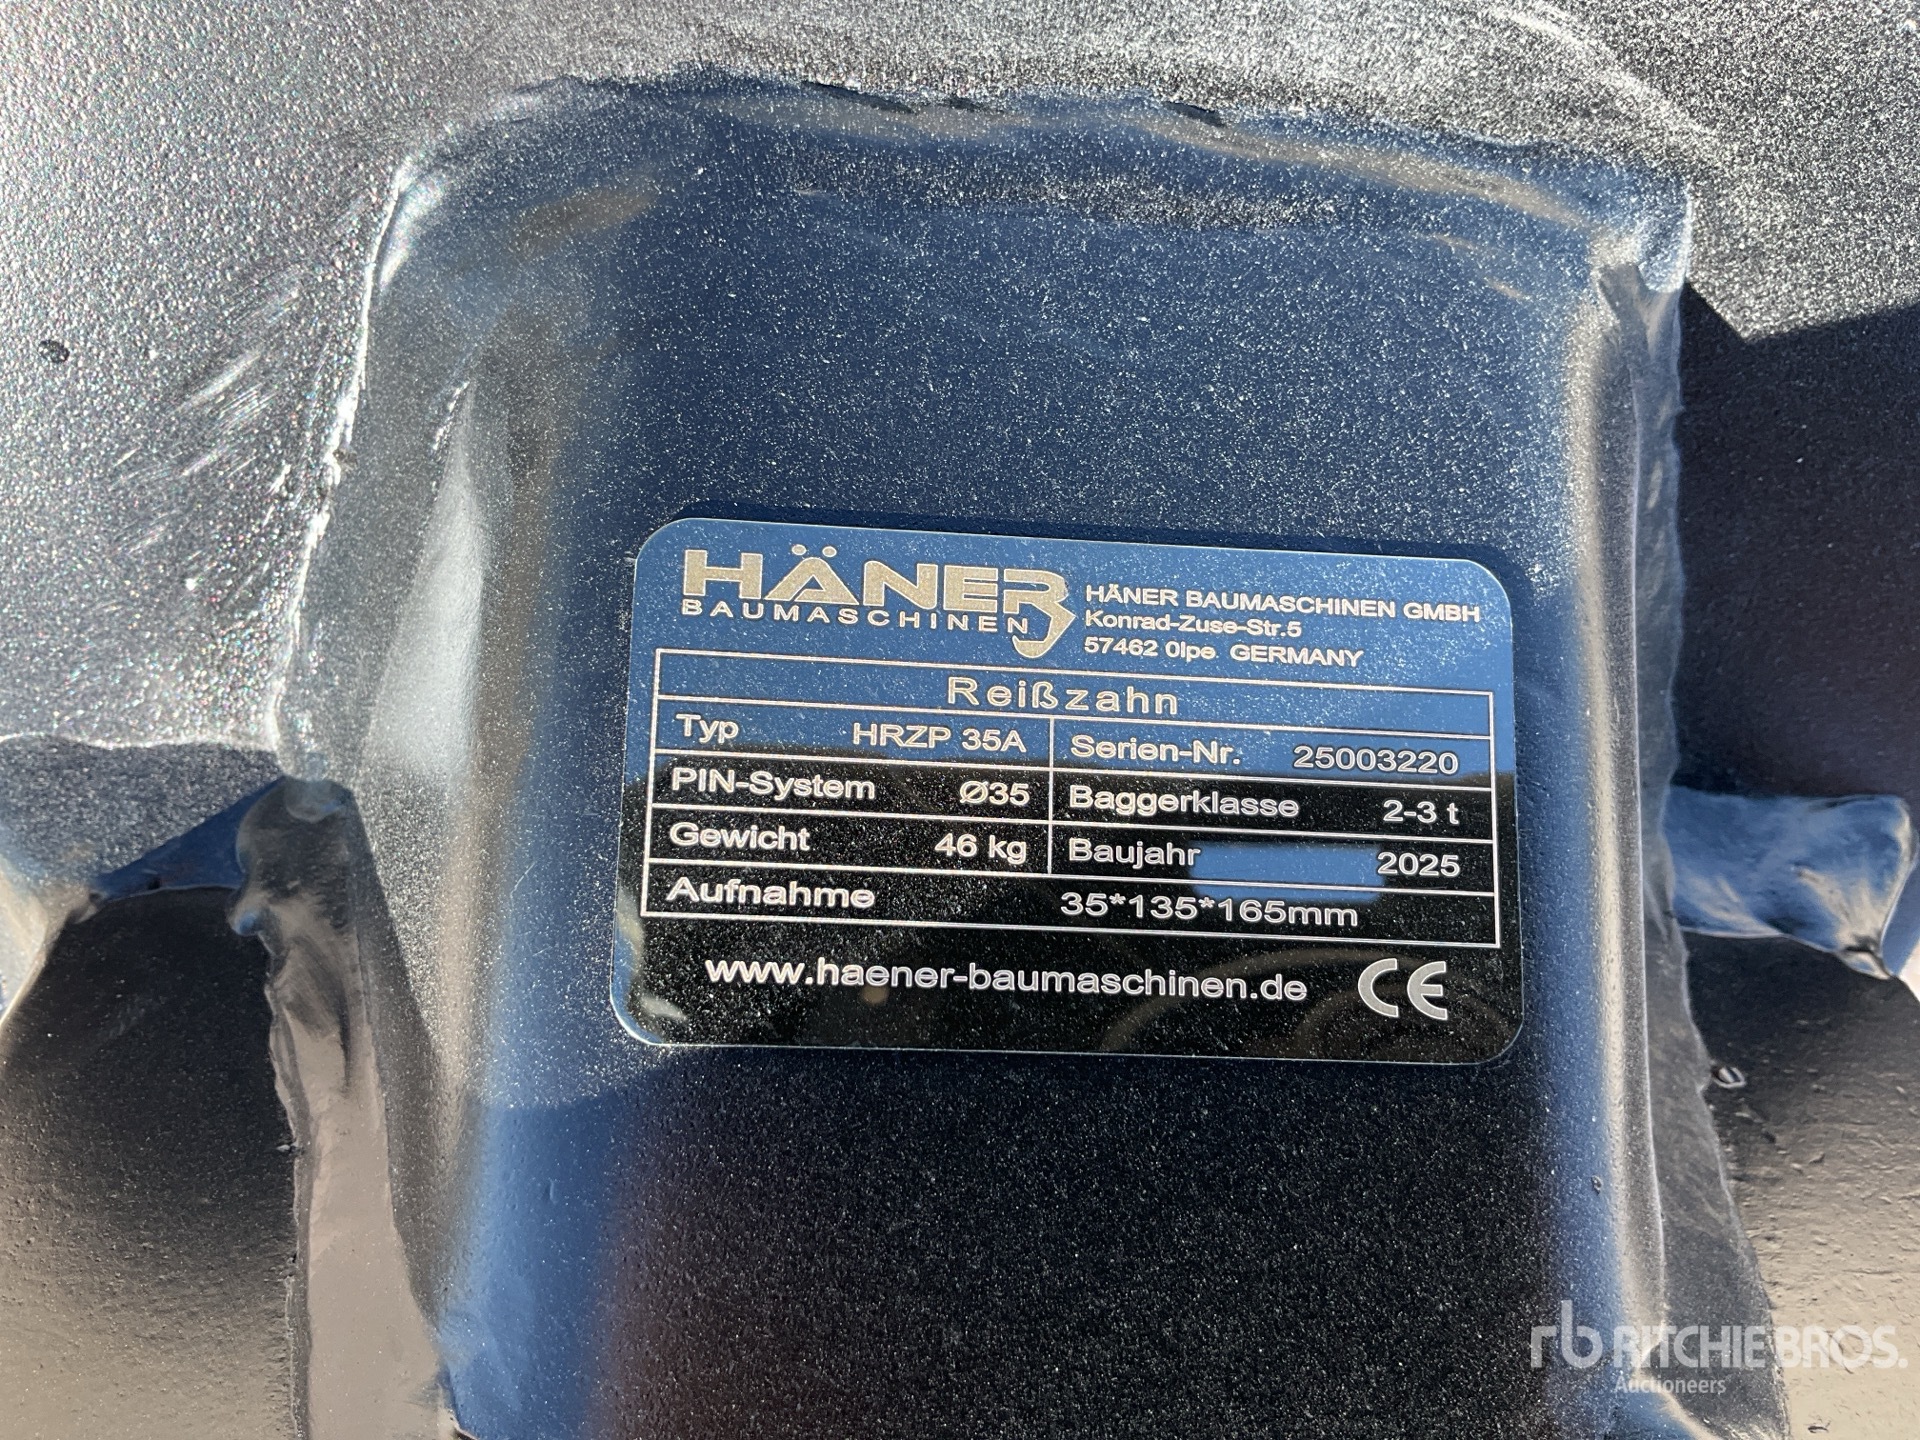 HÄNER
BAUMASCHINEN
HÄNER BAUMASCHINEN GMBH
Konrad-Zuse-Str.5
57462 Olpe. GERMANY
Reißzahn
Typ HRZP 35A Serien-Nr. 25003220
PIN-System Ø35 Baggerklasse 2-3 t
Gewicht 46 kg Baujahr 2025
Aufnahme 35*135*165mm
www.haener-baumaschinen.de CE
rb RITCHIE BROS.
Auctioneers